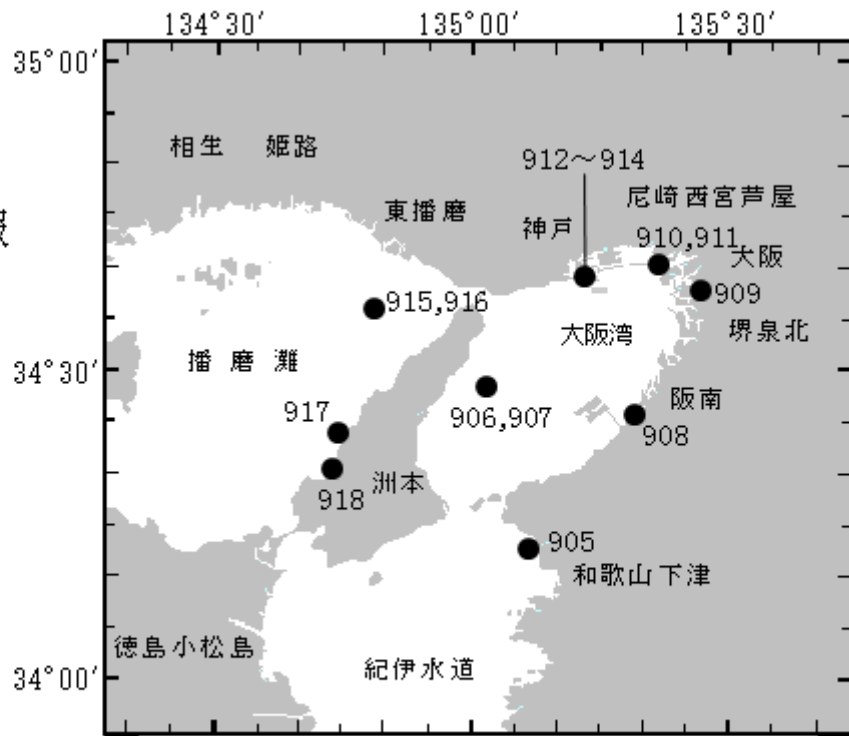 134°30′ 135°00′ 135°30′
35°00′
相生 姫路
912～914
東播磨
尼崎西宮芦屋
神戸
910,911
大阪
909
915,916
堺泉北
大阪湾
播磨灘
34°30′
阪南
917
906,907
908
洲本
918
905
和歌山下津
徳島小松島
紀伊水道
34°00′